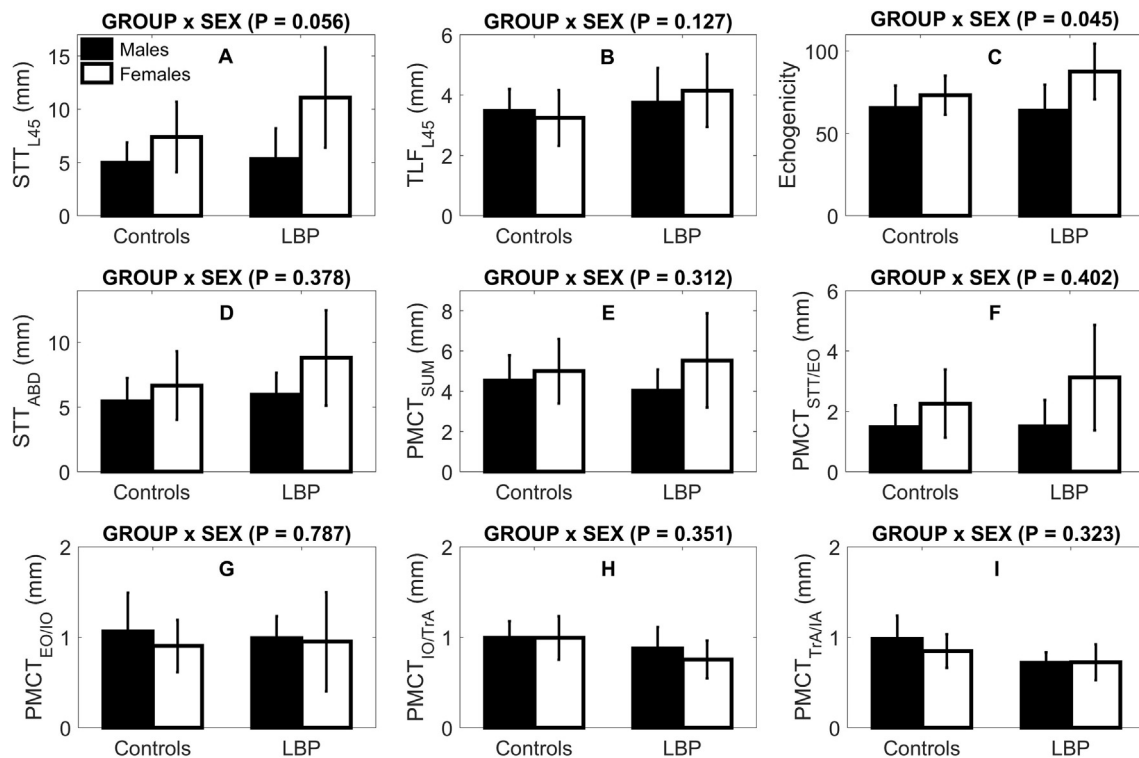 GROUP x SEX (P = 0.056)
Males
Females
A
15
10
5
0
STT_L45 (mm)
Controls
LBP
GROUP x SEX (P = 0.127)
B
6
4
2
0
TLF_L45 (mm)
Controls
LBP
GROUP x SEX (P = 0.045)
C
100
50
0
Echogenicity
Controls
LBP
GROUP x SEX (P = 0.378)
D
10
5
0
STT_ABD (mm)
Controls
LBP
GROUP x SEX (P = 0.312)
E
8
6
4
2
0
PMCT_SUM (mm)
Controls
LBP
GROUP x SEX (P = 0.402)
F
6
4
2
0
PMCT_STT/EO (mm)
Controls
LBP
GROUP x SEX (P = 0.787)
G
2
1
0
PMCT_EO/IO (mm)
Controls
LBP
GROUP x SEX (P = 0.351)
H
2
1
0
PMCT_IO/TrA (mm)
Controls
LBP
GROUP x SEX (P = 0.323)
I
2
1
0
PMCT_TrA/IA (mm)
Controls
LBP